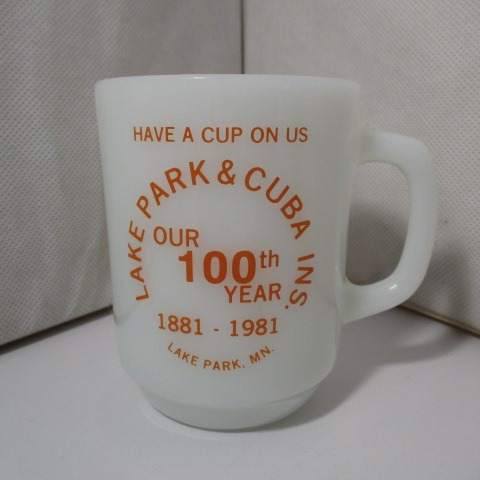 HAVE A CUP ON US
LAKE PARK & CUBA INS.
OUR
100th
YEAR
1881 - 1981
LAKE PARK, MN.